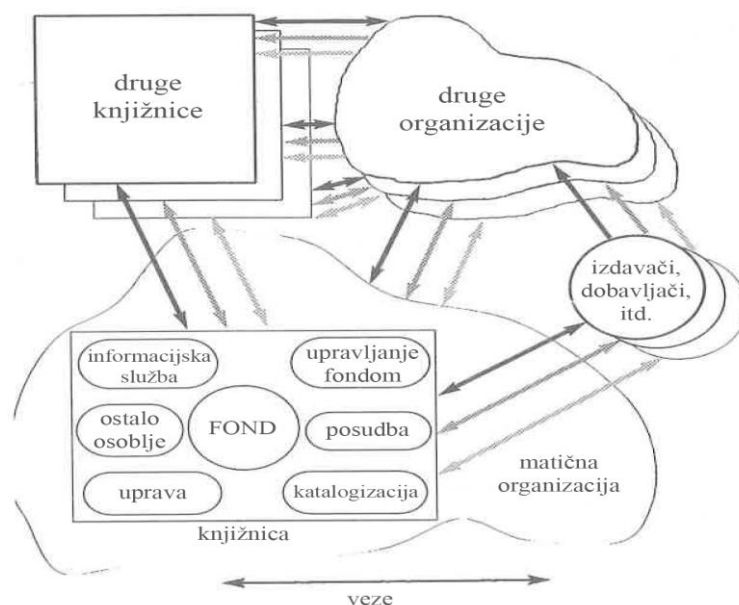 druge
knjižnice
druge
organizacije
izdavači,
dobavljači,
itd.
informacijska
služba
upravljanje
fondom
ostalo
osoblje
FOND
posudba
uprava
katalogizacija
matična
organizacija
knjižnica
veze